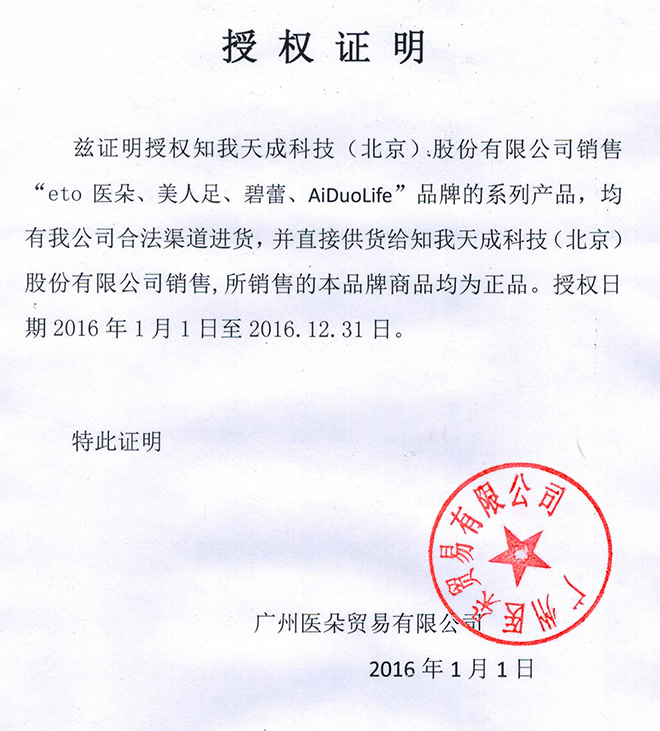 授权证明
兹证明授权知我天成科技（北京）股份有限公司销售
“eto 医朵、美人足、碧蕾、AiDuoLife”品牌的系列产品，均
有我公司合法渠道进货，并直接供货给知我天成科技（北京）
股份有限公司销售,所销售的本品牌商品均为正品。授权日
期 2016 年 1 月 1 日至 2016.12.31 日。
特此证明
广州医朵贸易有限公司
广州医朵贸易有限公司
2016 年 1 月 1 日